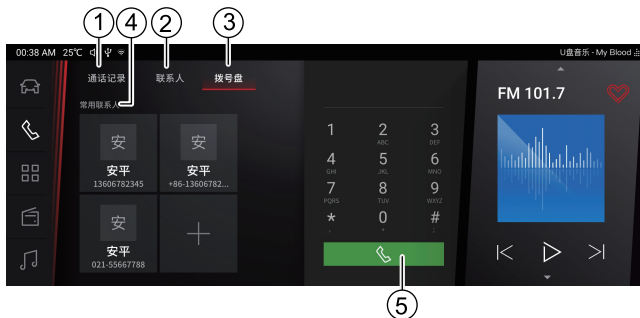 ① ④ ② ③
00:38 AM 25℃ U盘音乐 - My Blood
通话记录 联系人 拨号盘
常用联系人
FM 101.7
安 安
安平 安平
13606782345 +86-13606782...
安
安平
021-55667788
1 2 3
ABC DEF
4 5 6
GHI JKL MNO
7 8 9
PQRS TUV WXYZ
* 0 #
, + ;
⑤